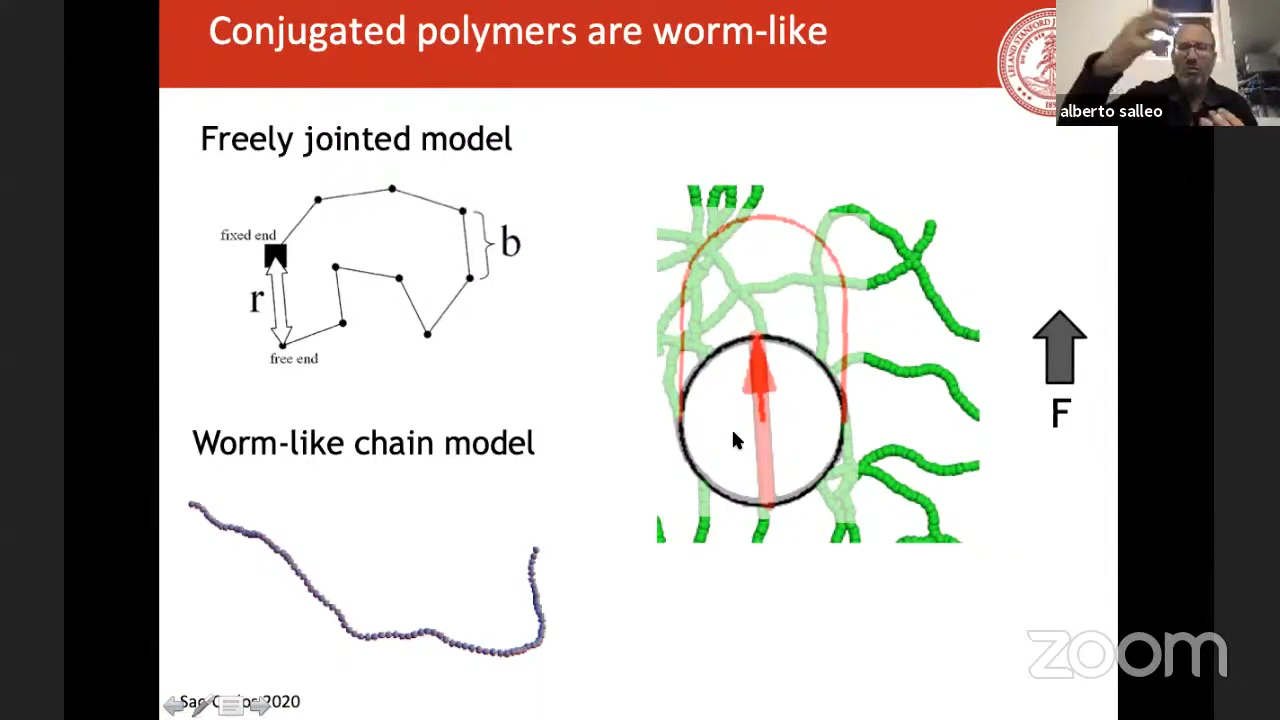 Conjugated polymers are worm-like
alberto salleo
Freely jointed model
fixed end
b
r
free end
F
Worm-like chain model
zoom
2020